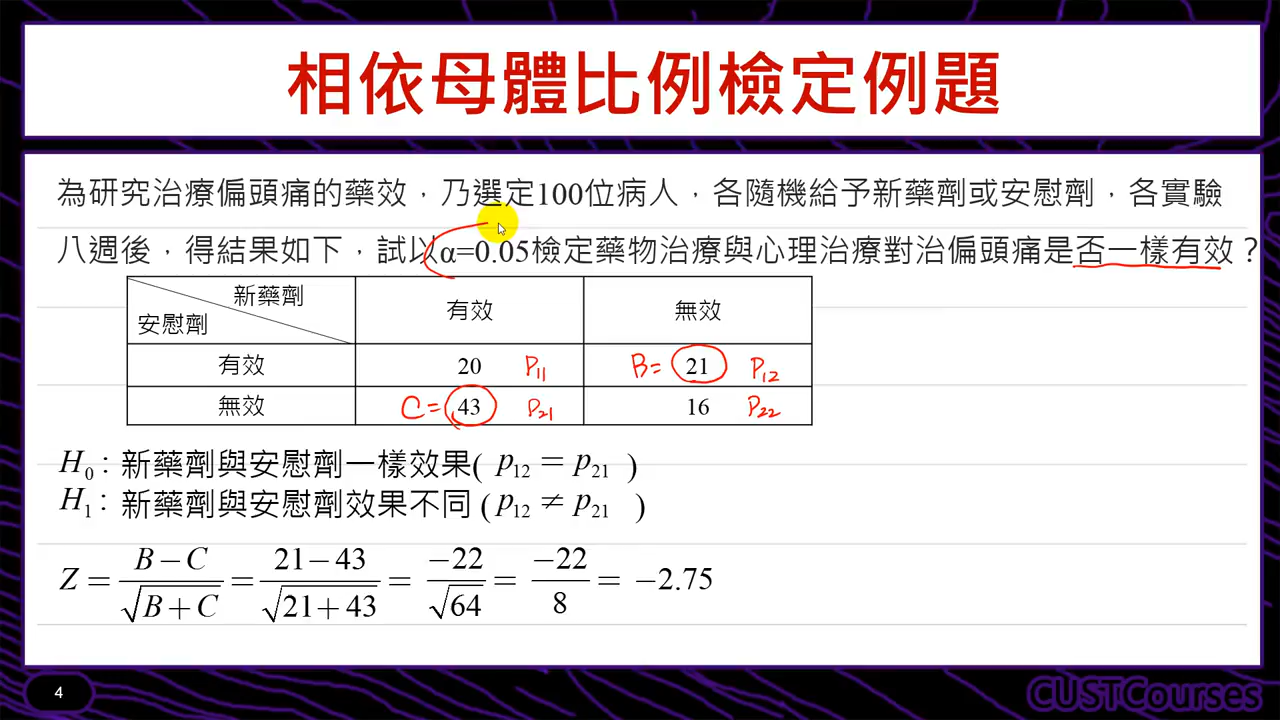 相依母體比例檢定例題
為研究治療偏頭痛的藥效，乃選定100位病人，各隨機給予新藥劑或安慰劑，各實驗
八週後，得結果如下，試以α=0.05檢定藥物治療與心理治療對治偏頭痛是否一樣有效？
新藥劑
安慰劑
有效 無效
有效 20 P₁₁ B= 21 P₁₂
無效 C= 43 P₂₁ 16 P₂₂
H₀：新藥劑與安慰劑一樣效果( p₁₂ = p₂₁ )
H₁：新藥劑與安慰劑效果不同 ( p₁₂ ≠ p₂₁ )
Z = (B−C)/√(B+C) = (21−43)/√(21+43) = −22/√64 = −22/8 = −2.75
4
CUSTCourses